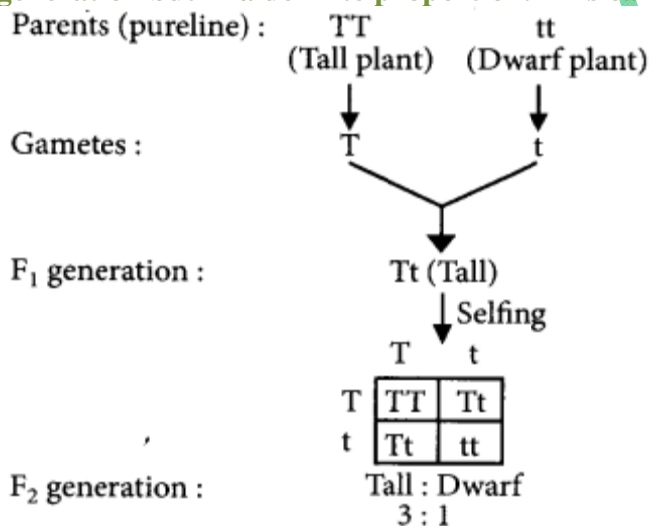 Parents (pureline) : TT tt
(Tall plant) (Dwarf plant)
Gametes : T t
F₁ generation : Tt (Tall)
Selfing
T t
T TT Tt
t Tt tt
F₂ generation : Tall : Dwarf
3 : 1